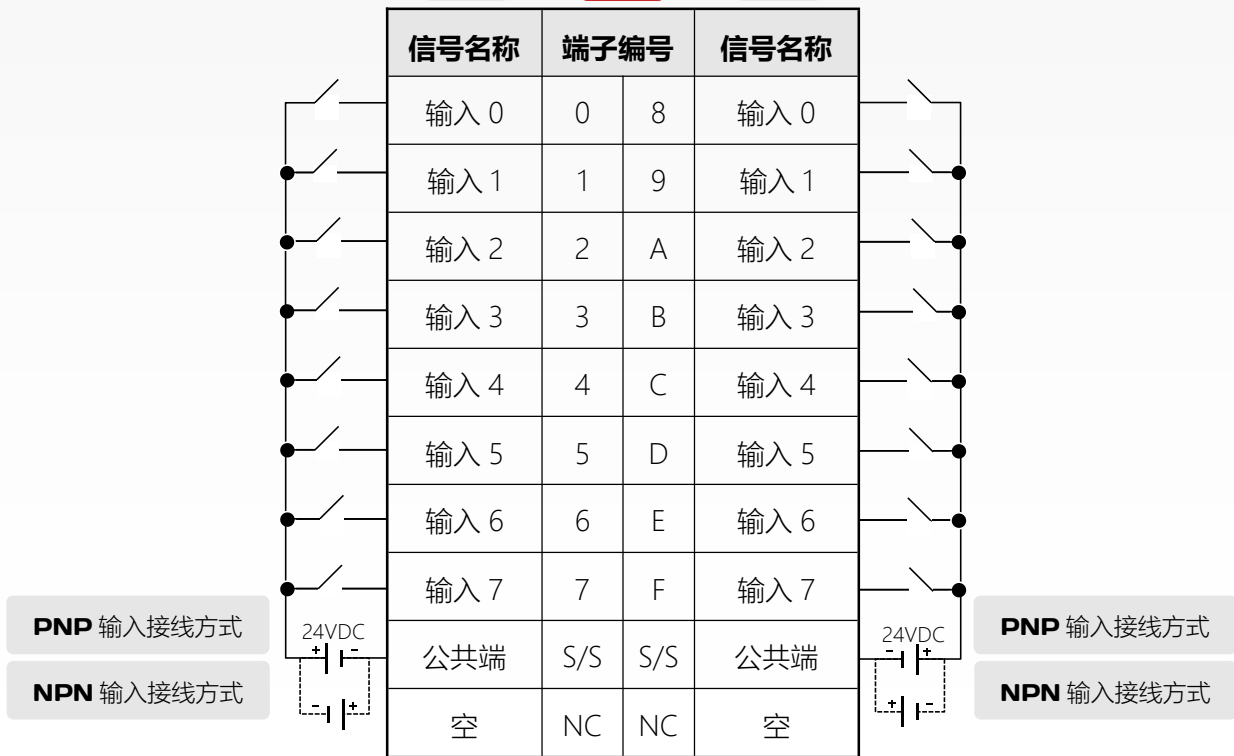 信号名称 端子编号 信号名称
输入 0 0 8 输入 0
输入 1 1 9 输入 1
输入 2 2 A 输入 2
输入 3 3 B 输入 3
输入 4 4 C 输入 4
输入 5 5 D 输入 5
输入 6 6 E 输入 6
输入 7 7 F 输入 7
PNP 输入接线方式 24VDC 24VDC PNP 输入接线方式
+ - 公共端 S/S S/S 公共端 - +
NPN 输入接线方式 NPN 输入接线方式
- + 空 NC NC 空 + -